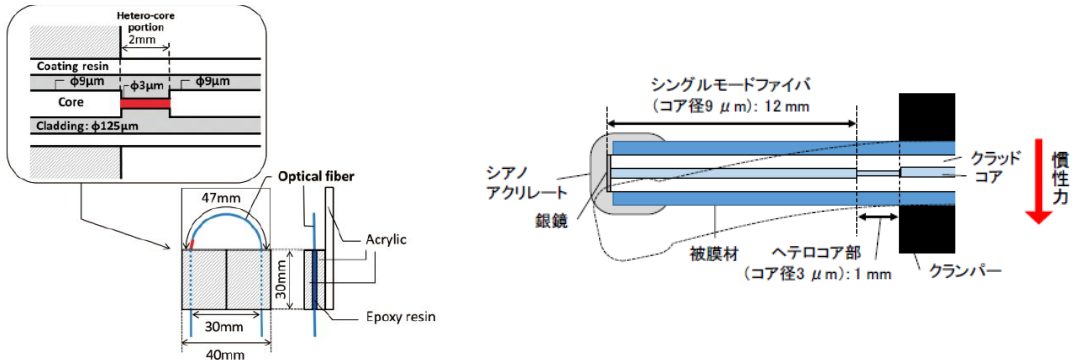 Hetero-core
portion
2mm
Coating resin
ϕ9μm
ϕ3μm
ϕ9μm
Core
Cladding: ϕ125μm
Optical fiber
47mm
Acrylic
30mm
Epoxy resin
30mm
40mm
シングルモードファイバ
(コア径9 μm): 12 mm
シアノ
アクリレート
銀鏡
クラッド
コア
慣性力
被膜材
ヘテロコア部
(コア径3 μm): 1 mm
クランパー